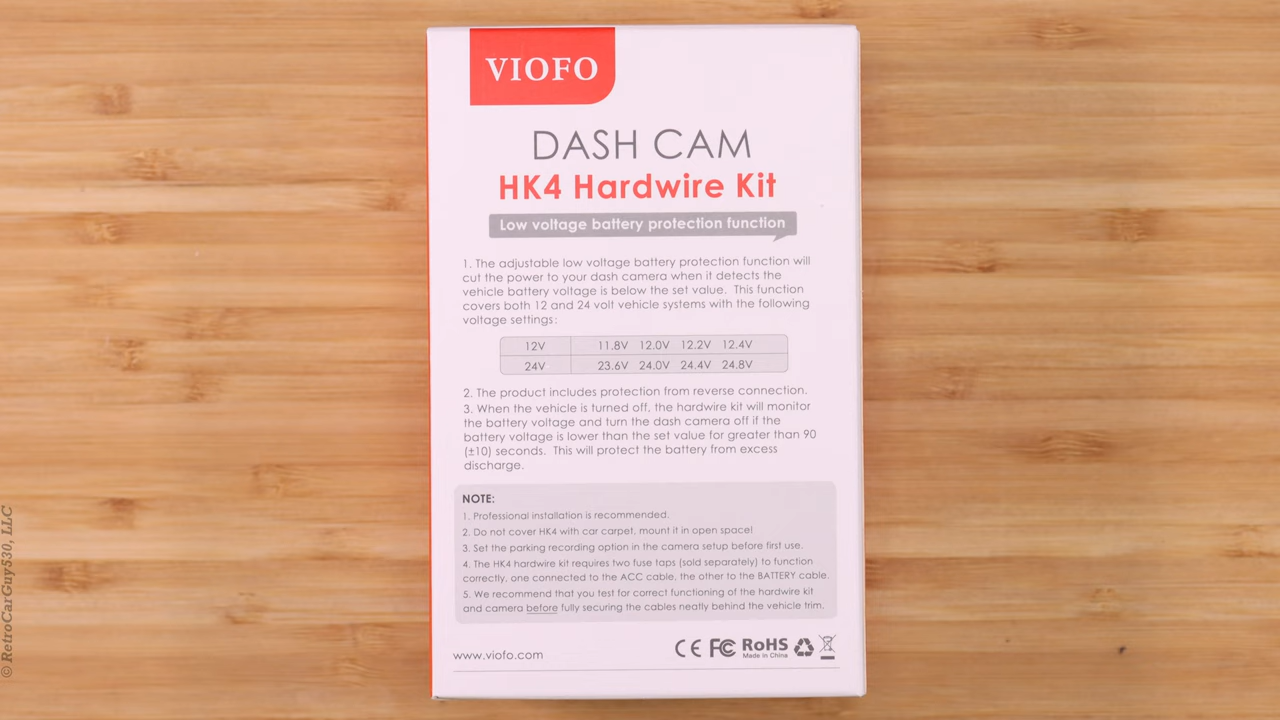 VIOFO
DASH CAM
HK4 Hardwire Kit
Low voltage battery protection function
1. The adjustable low voltage battery protection function will
cut the power to your dash camera when it detects the
vehicle battery voltage is below the set value. This function
covers both 12 and 24 volt vehicle systems with the following
voltage settings:
12V 11.8V 12.0V 12.2V 12.4V
24V 23.6V 24.0V 24.4V 24.8V
2. The product includes protection from reverse connection.
3. When the vehicle is turned off, the hardwire kit will monitor
the battery voltage and turn the dash camera off if the
battery voltage is lower than the set value for greater than 90
(±10) seconds. This will protect the battery from excess
discharge.
NOTE:
1. Professional installation is recommended.
2. Do not cover HK4 with car carpet, mount it in open space!
3. Set the parking recording option in the camera setup before first use.
4. The HK4 hardwire kit requires two fuse taps (sold separately) to function
correctly, one connected to the ACC cable, the other to the BATTERY cable.
5. We recommend that you test for correct functioning of the hardwire kit
and camera before fully securing the cables neatly behind the vehicle trim.
www.viofo.com
CE FC RoHS
Made in China
© RetroCarGuy530, LLC